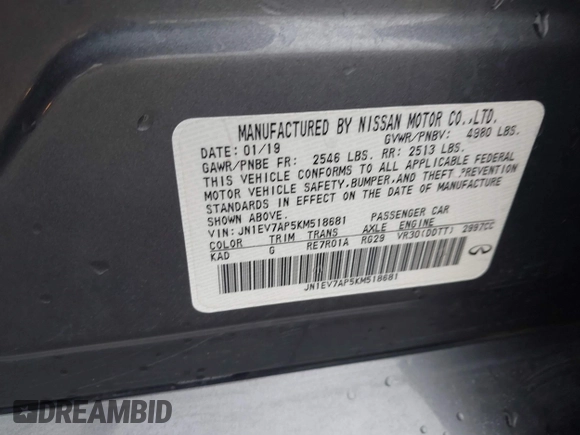 MANUFACTURED BY NISSAN MOTOR CO.,LTD.
DATE: 01/19 GVWR/PNBV: 4980 LBS.
GAWR/PNBE FR: 2546 LBS. RR: 2513 LBS.
THIS VEHICLE CONFORMS TO ALL APPLICABLE FEDERAL
MOTOR VEHICLE SAFETY,BUMPER,AND THEFT PREVENTION
STANDARDS IN EFFECT ON THE DATE OF MANUFACTURE
SHOWN ABOVE.
VIN: JN1EV7AP5KM518681 PASSENGER CAR
COLOR TRIM TRANS AXLE ENGINE
KAD G RE7R01A RG29 VR30(DDTT) 2997CC
JN1EV7AP5KM518681
DREAMBID